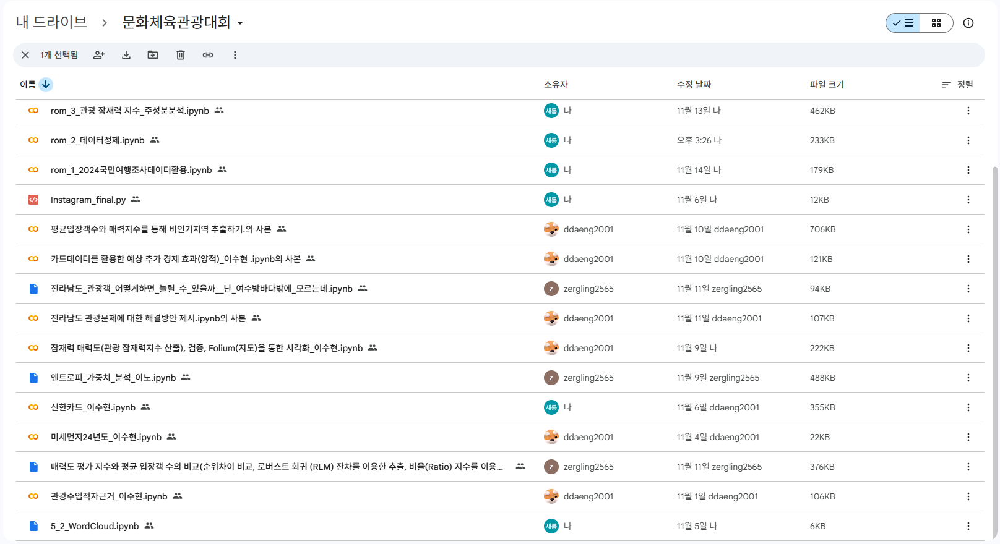 내 드라이브 > 문화체육관광대회
1개 선택됨
이름 소유자 수정 날짜 파일 크기 정렬
rom_3_관광 잠재력 지수_주성분분석.ipynb 새롬 나 11월 13일 나 462KB
rom_2_데이터정제.ipynb 새롬 나 오후 3:26 나 233KB
rom_1_2024국민여행조사데이터활용.ipynb 새롬 나 11월 14일 나 179KB
Instagram_final.py 새롬 나 11월 6일 나 12KB
평균입장객수와 매력지수를 통해 비인기지역 추출하기.의 사본 ddaeng2001 11월 10일 ddaeng2001 706KB
카드데이터를 활용한 예상 추가 경제 효과(양적)_이수현 .ipynb의 사본 ddaeng2001 11월 10일 ddaeng2001 121KB
전라남도_관광객_어떻게하면_늘릴_수_있을까__난_여수밤바다밖에_모르는데.ipynb z zergling2565 11월 11일 zergling2565 94KB
전라남도 관광문제에 대한 해결방안 제시.ipynb의 사본 ddaeng2001 11월 11일 ddaeng2001 107KB
잠재력 매력도(관광 잠재력지수 산출), 검증, Folium(지도)을 통한 시각화_이수현.ipynb ddaeng2001 11월 9일 나 222KB
엔트로피_가중치_분석_이노.ipynb z zergling2565 11월 9일 zergling2565 488KB
신한카드_이수현.ipynb 새롬 나 11월 6일 ddaeng2001 355KB
미세먼지24년도_이수현.ipynb ddaeng2001 11월 4일 ddaeng2001 22KB
매력도 평가 지수와 평균 입장객 수의 비교(순위차이 비교, 로버스트 회귀 (RLM) 잔차를 이용한 추출, 비율(Ratio) 지수를 이용... z zergling2565 11월 11일 zergling2565 376KB
관광수입적자근거_이수현.ipynb ddaeng2001 11월 1일 ddaeng2001 106KB
5_2_WordCloud.ipynb 새롬 나 11월 5일 나 6KB